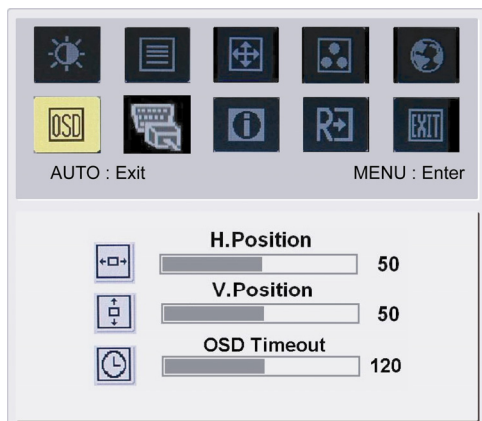 OSD
i
R
EXIT
AUTO : Exit
MENU : Enter
H.Position
50
V.Position
50
OSD Timeout
120